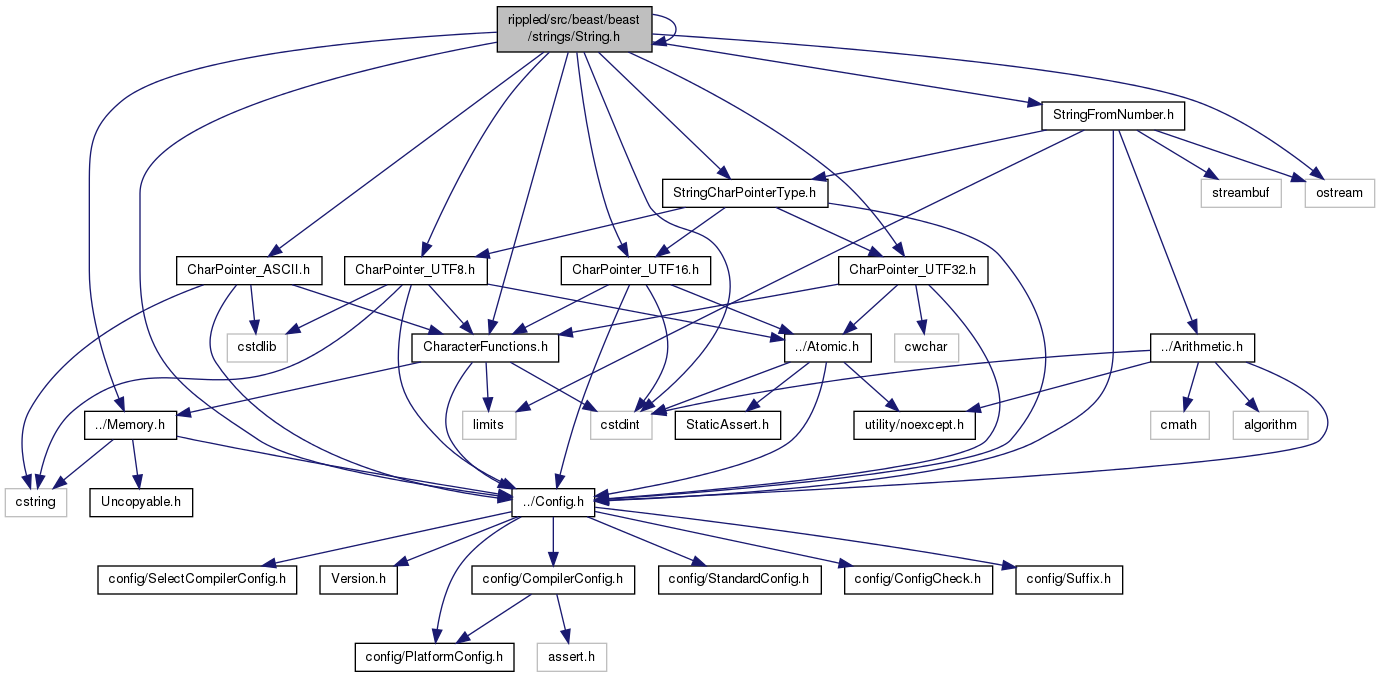 rippled/src/beast/beast
/strings/String.h
StringFromNumber.h
StringCharPointerType.h
streambuf
ostream
CharPointer_ASCII.h
CharPointer_UTF8.h
CharPointer_UTF16.h
CharPointer_UTF32.h
cstdlib
CharacterFunctions.h
../Atomic.h
cwchar
../Arithmetic.h
../Memory.h
limits
cstdint
StaticAssert.h
utility/noexcept.h
cmath
algorithm
cstring
Uncopyable.h
../Config.h
config/SelectCompilerConfig.h
Version.h
config/CompilerConfig.h
config/StandardConfig.h
config/ConfigCheck.h
config/Suffix.h
config/PlatformConfig.h
assert.h